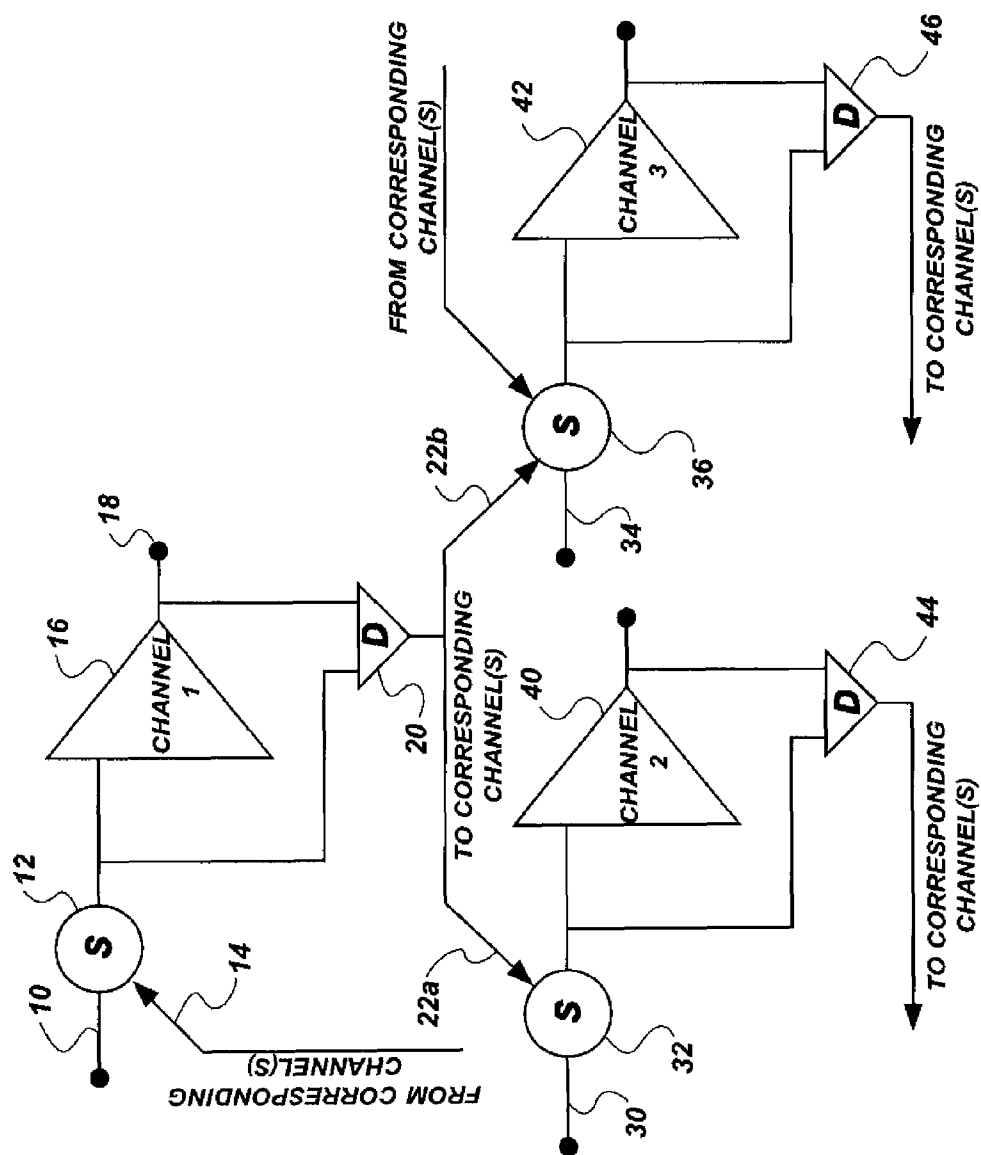 10
12
16
18
S
CHANNEL
1
14
FROM CORRESPONDING
CHANNEL(S)
D
20
22a
TO CORRESPONDING
CHANNEL(S)
22b
FROM CORRESPONDING
CHANNEL(S)
40
42
S
CHANNEL
2
S
CHANNEL
3
30
32
34
36
D
44
D
46
TO CORRESPONDING
CHANNEL(S)
TO CORRESPONDING
CHANNEL(S)